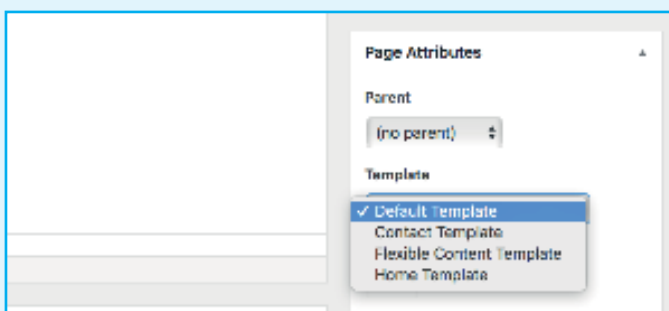 Page Attributes
Parent
(no parent)
Template
✓ Default Template
Contact Template
Flexible Content Template
Home Template